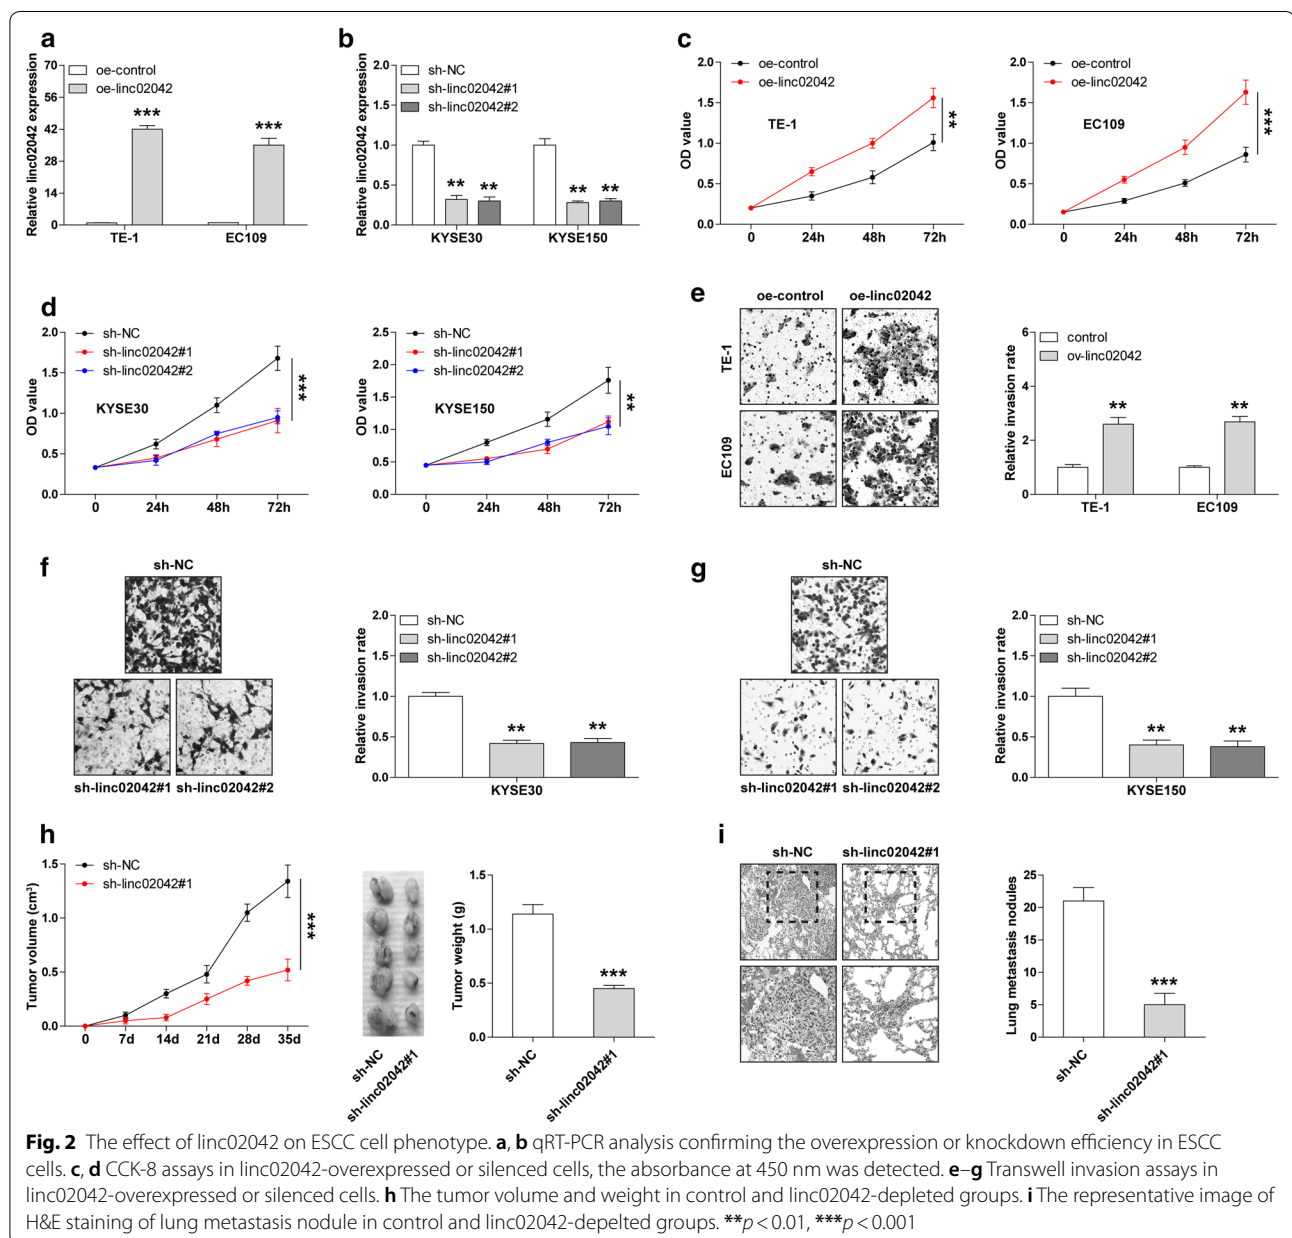 a
Relative linc02042 expression
70
56
42
28
14
0
oe-control
oe-linc02042
***
***
TE-1
EC109
b
Relative linc02042 expression
2.0
1.5
1.0
0.5
0.0
sh-NC
sh-linc02042#1
sh-linc02042#2
** **
** **
KYSE30
KYSE150
c
OD value
2.0
1.5
1.0
0.5
0.0
oe-control
oe-linc02042
TE-1
**
0 24h 48h 72h
OD value
2.0
1.5
1.0
0.5
0.0
oe-control
oe-linc02042
EC109
***
0 24h 48h 72h
d
OD value
2.0
1.5
1.0
0.5
0.0
sh-NC
sh-linc02042#1
sh-linc02042#2
KYSE30
***
0 24h 48h 72h
OD value
2.5
2.0
1.5
1.0
0.5
0.0
sh-NC
sh-linc02042#1
sh-linc02042#2
KYSE150
**
0 24h 48h 72h
e
oe-control oe-linc02042
TE-1
EC109
Relative invasion rate
6
4
2
0
control
ov-linc02042
**
**
TE-1
EC109
f
sh-NC
sh-linc02042#1 sh-linc02042#2
Relative invasion rate
2.0
1.5
1.0
0.5
0.0
sh-NC
sh-linc02042#1
sh-linc02042#2
**
**
KYSE30
g
sh-NC
sh-linc02042#1 sh-linc02042#2
Relative invasion rate
2.0
1.5
1.0
0.5
0.0
sh-NC
sh-linc02042#1
sh-linc02042#2
**
**
KYSE150
h
Tumor volume (cm³)
1.5
1.0
0.5
0.0
sh-NC
sh-linc02042#1
***
0 7d 14d 21d 28d 35d
sh-NC
sh-linc02042#1
Tumor weight (g)
1.5
1.0
0.5
0.0
***
sh-NC
sh-linc02042#1
i
sh-NC sh-linc02042#1
Lung metastasis nodules
25
20
15
10
5
0
***
sh-NC
sh-linc02042#1
Fig. 2 The effect of linc02042 on ESCC cell phenotype. a, b qRT-PCR analysis confirming the overexpression or knockdown efficiency in ESCC
cells. c, d CCK-8 assays in linc02042-overexpressed or silenced cells, the absorbance at 450 nm was detected. e–g Transwell invasion assays in
linc02042-overexpressed or silenced cells. h The tumor volume and weight in control and linc02042-depleted groups. i The representative image of
H&E staining of lung metastasis nodule in control and linc02042-depelted groups. **p < 0.01, ***p < 0.001